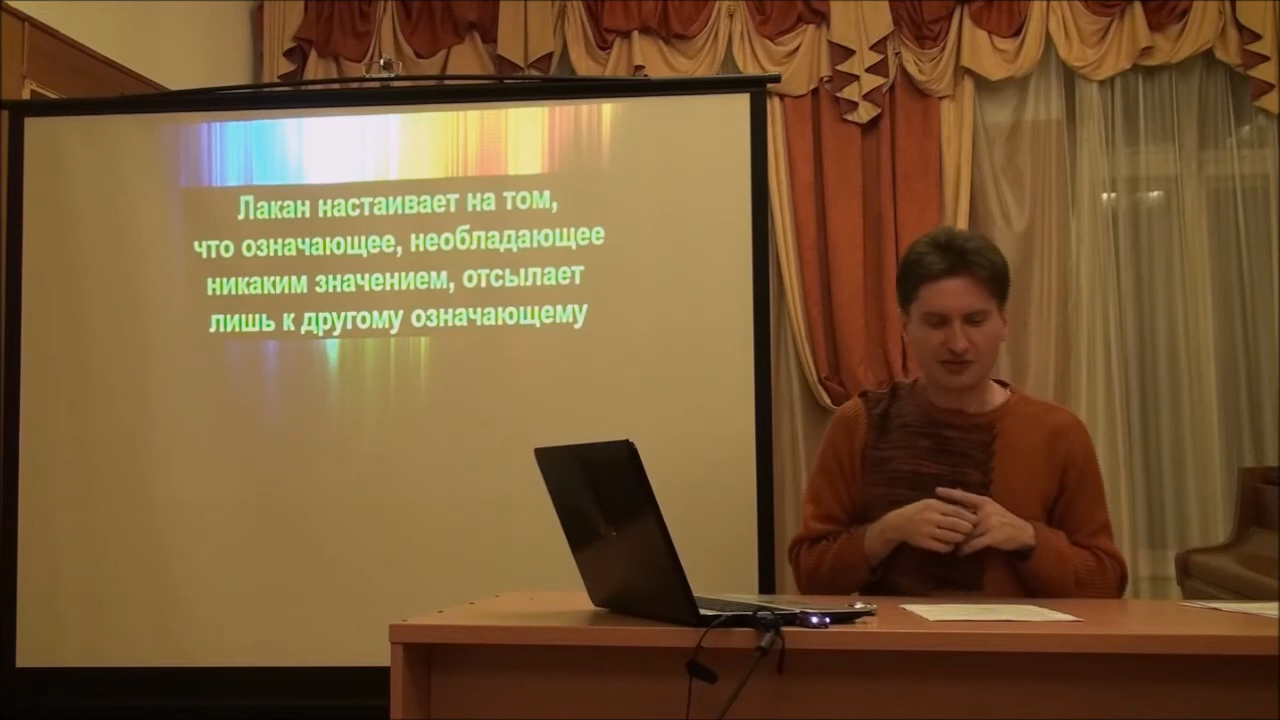 Лакан настаивает на том,
что означающее, необладающее
никаким значением, отсылает
лишь к другому означающему